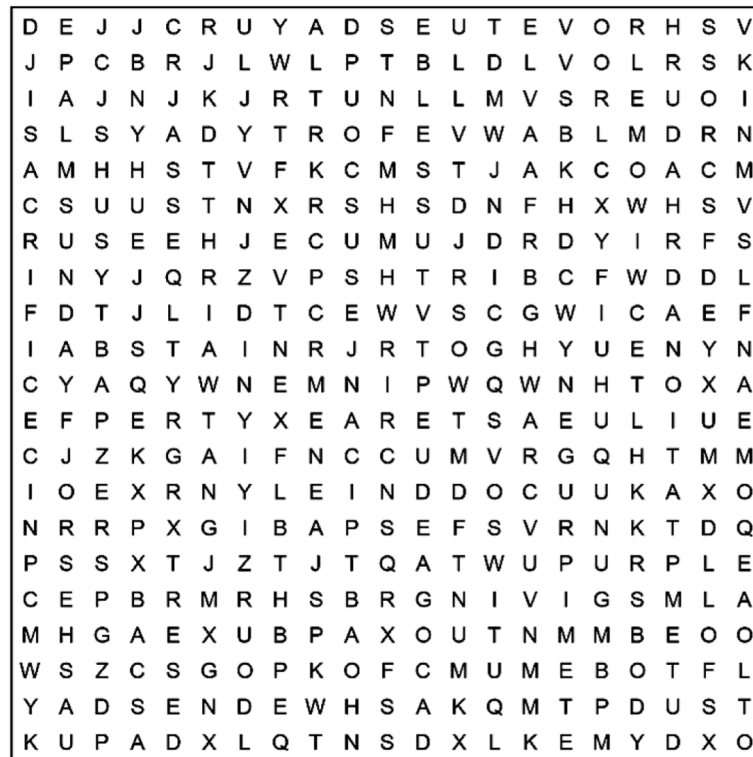 D E J J C R U Y A D S E U T E V O R H S V
J P C B R J L W L P T B L D L V O L R S K
I A J N J K J R T U N L L M V S R E U O I
S L S Y A D Y T R O F E V W A B L M D R N
A M H H S T V F K C M S T J A K C O A C M
C S U U S T N X R S H S D N F H X W H S V
R U S E E H J E C U M U J D R D Y I R F S
I N Y J Q R Z V P S H T R I B C F W D D L
F D T J L I D T C E W V S C G W I C A E F
I A B S T A I N R J R T O G H Y U E N Y N
C Y A Q Y W N E M N I P W Q W N H T O X A
E F P E R T Y X E A R E T S A E U L I U E
C J Z K G A I F N C C U M V R G Q H T M M
I O E X R N Y L E I N D D O C U U K A X O
N R R P X G I B A P S E F S V R N K T D Q
P S S X T J Z T J T Q A T W U P U R P L E
C E P B R M R H S B R G N I V I G S M L A
M H G A E X U B P A X O U T N M M B E O O
W S Z C S G O P K O F C M U M E B O T F L
Y A D S E N D E W H S A K Q M T P D U S T
K U P A D X L Q T N S D X L K E M Y D X O